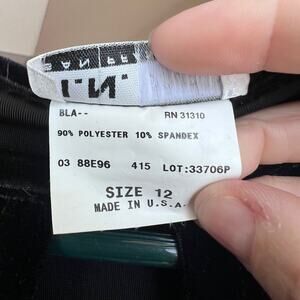 BLA-- RN 31310
90% POLYESTER 10% SPANDEX
03 88E96 415 LOT:33706P
SIZE 12
MADE IN U.S.A.